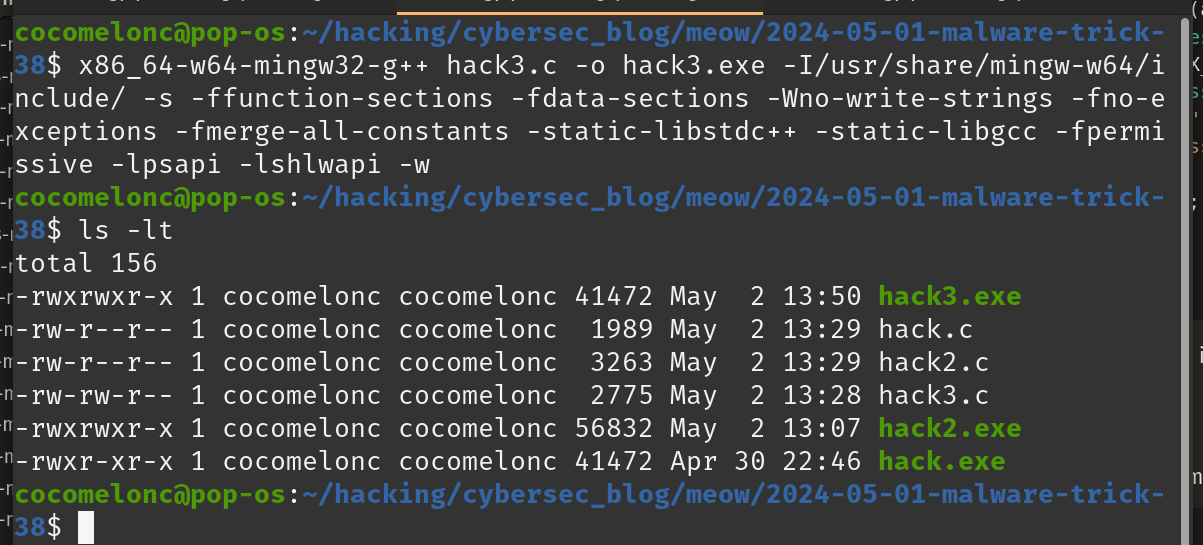 cocomelonc@pop-os:~/hacking/cybersec_blog/meow/2024-05-01-malware-trick-
38$ x86_64-w64-mingw32-g++ hack3.c -o hack3.exe -I/usr/share/mingw-w64/i
nclude/ -s -ffunction-sections -fdata-sections -Wno-write-strings -fno-e
xceptions -fmerge-all-constants -static-libstdc++ -static-libgcc -fpermi
ssive -lpsapi -lshlwapi -w
cocomelonc@pop-os:~/hacking/cybersec_blog/meow/2024-05-01-malware-trick-
38$ ls -lt
total 156
-rwxrwxr-x 1 cocomelonc cocomelonc 41472 May  2 13:50 hack3.exe
-rw-r--r-- 1 cocomelonc cocomelonc  1989 May  2 13:29 hack.c
-rw-r--r-- 1 cocomelonc cocomelonc  3263 May  2 13:29 hack2.c
-rw-rw-r-- 1 cocomelonc cocomelonc  2775 May  2 13:28 hack3.c
-rwxrwxr-x 1 cocomelonc cocomelonc 56832 May  2 13:07 hack2.exe
-rwxr-xr-x 1 cocomelonc cocomelonc 41472 Apr 30 22:46 hack.exe
cocomelonc@pop-os:~/hacking/cybersec_blog/meow/2024-05-01-malware-trick-
38$